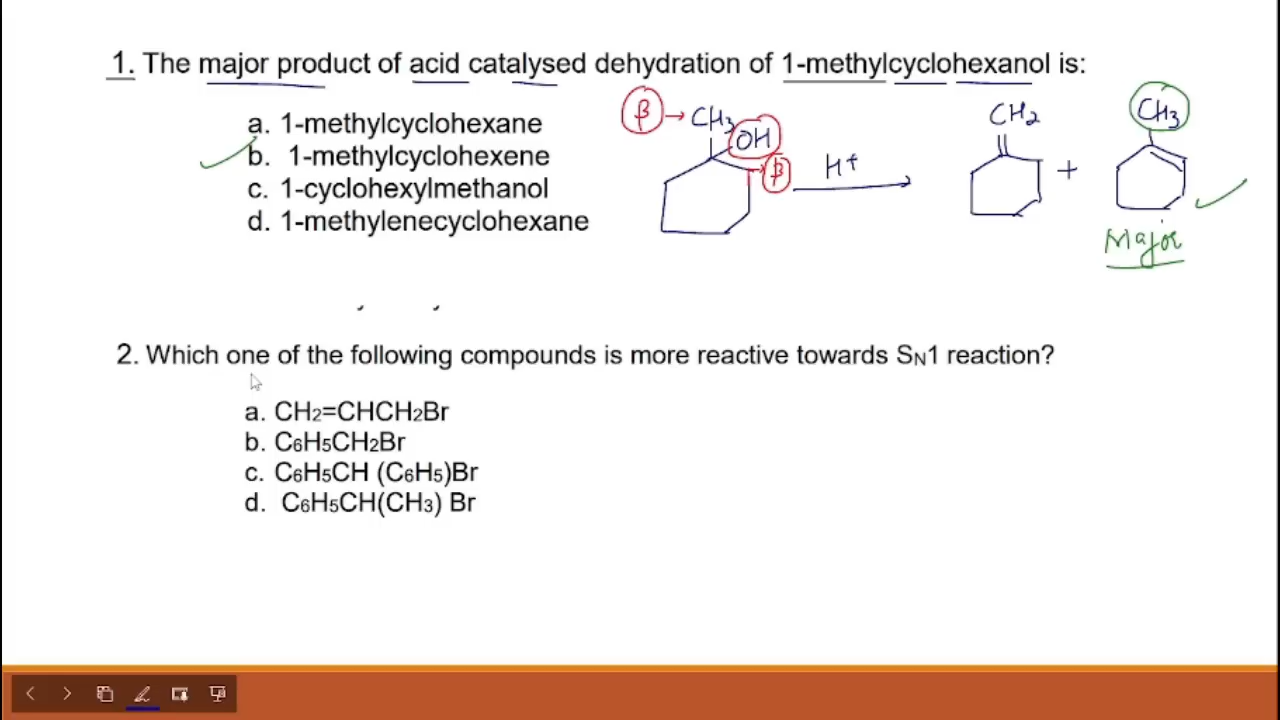 1. The major product of acid catalysed dehydration of 1-methylcyclohexanol is:
a. 1-methylcyclohexane
b. 1-methylcyclohexene
c. 1-cyclohexylmethanol
d. 1-methylenecyclohexane
β → CH3
OH
β
H+
CH2
+
CH3
Major
2. Which one of the following compounds is more reactive towards SN1 reaction?
a. CH2=CHCH2Br
b. C6H5CH2Br
c. C6H5CH (C6H5)Br
d. C6H5CH(CH3) Br